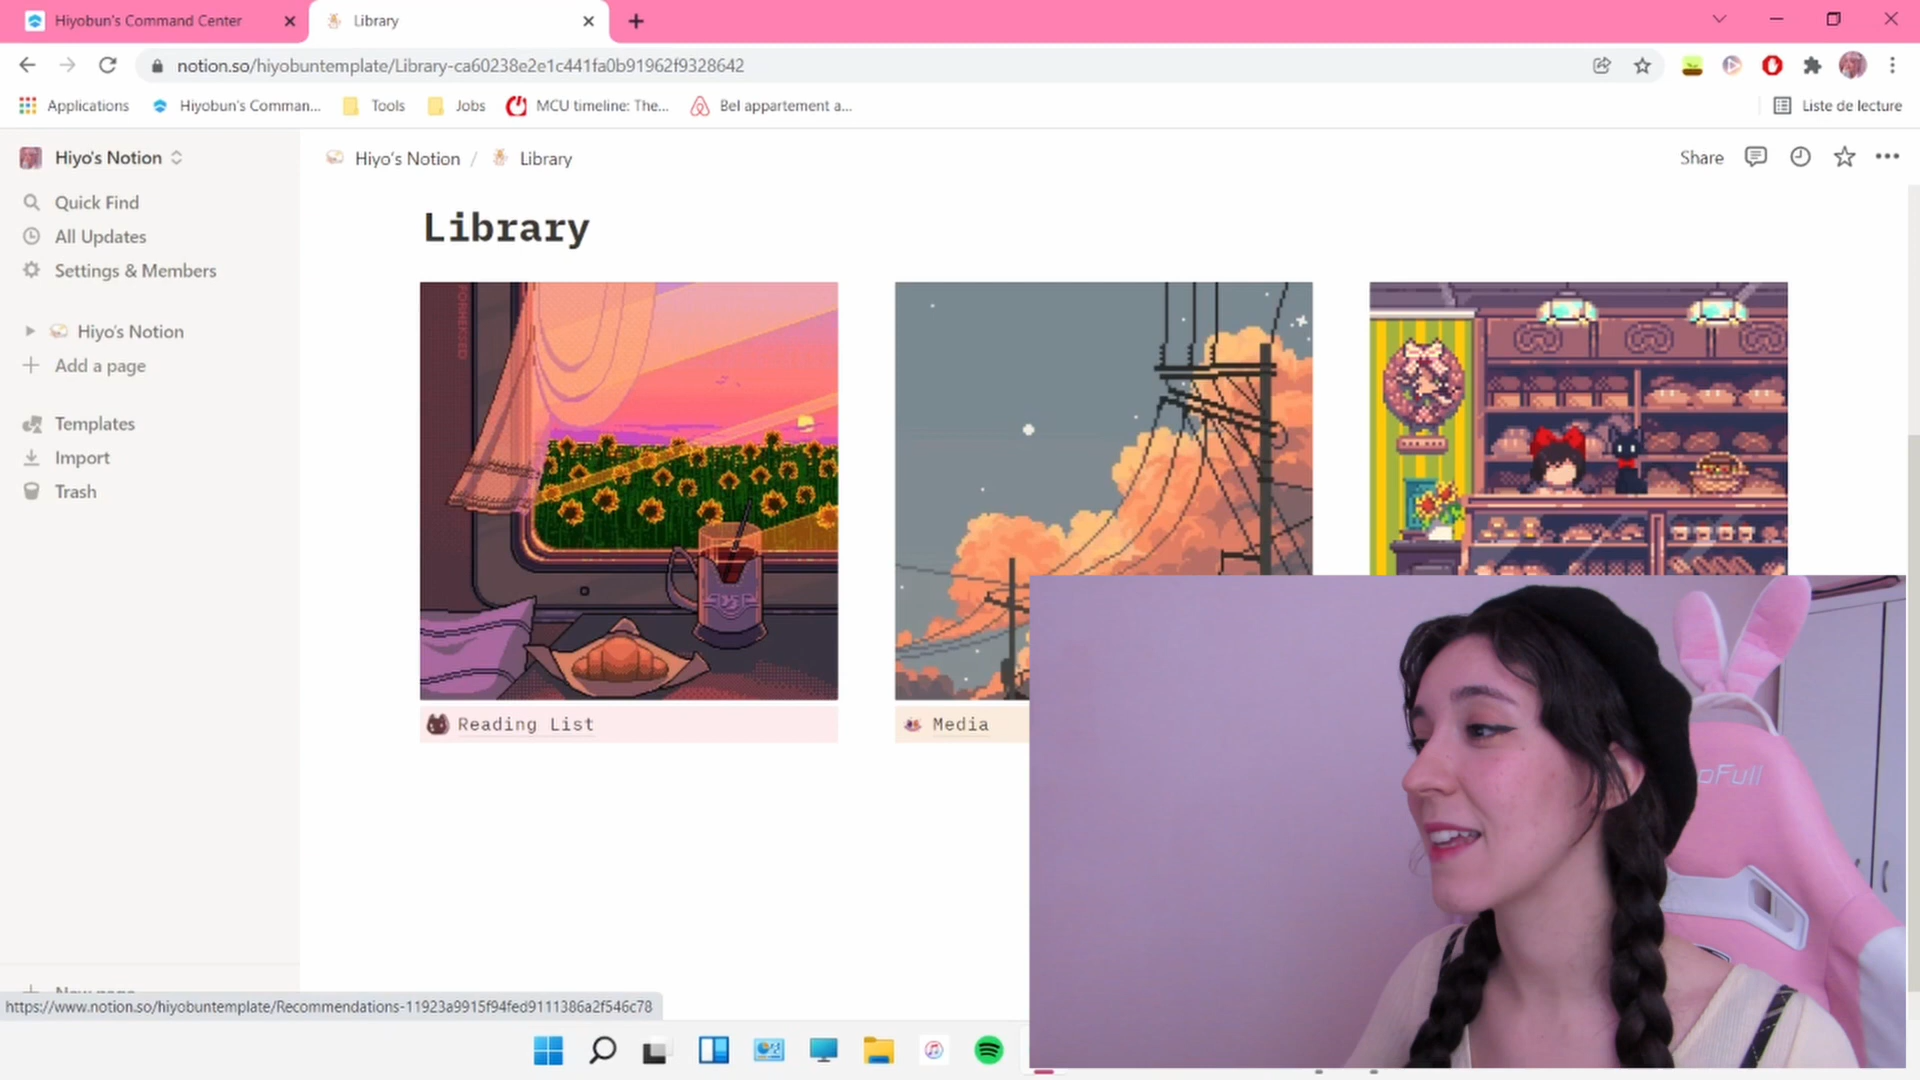 Hiyobun's Command Center
Library
notion.so/hiyobuntemplate/Library-ca60238e2e1c441fa0b91962f9328642
Applications
Hiyobun's Comman...
Tools
Jobs
MCU timeline: The...
Bel appartement a...
Liste de lecture
Hiyo's Notion
Hiyo's Notion / Library
Share
Quick Find
All Updates
Settings & Members
Hiyo's Notion
Add a page
Templates
Import
Trash
Library
Reading List
Media
New page
https://www.notion.so/hiyobuntemplate/Recommendations-11923a9915f94fed9111386a2f546c78